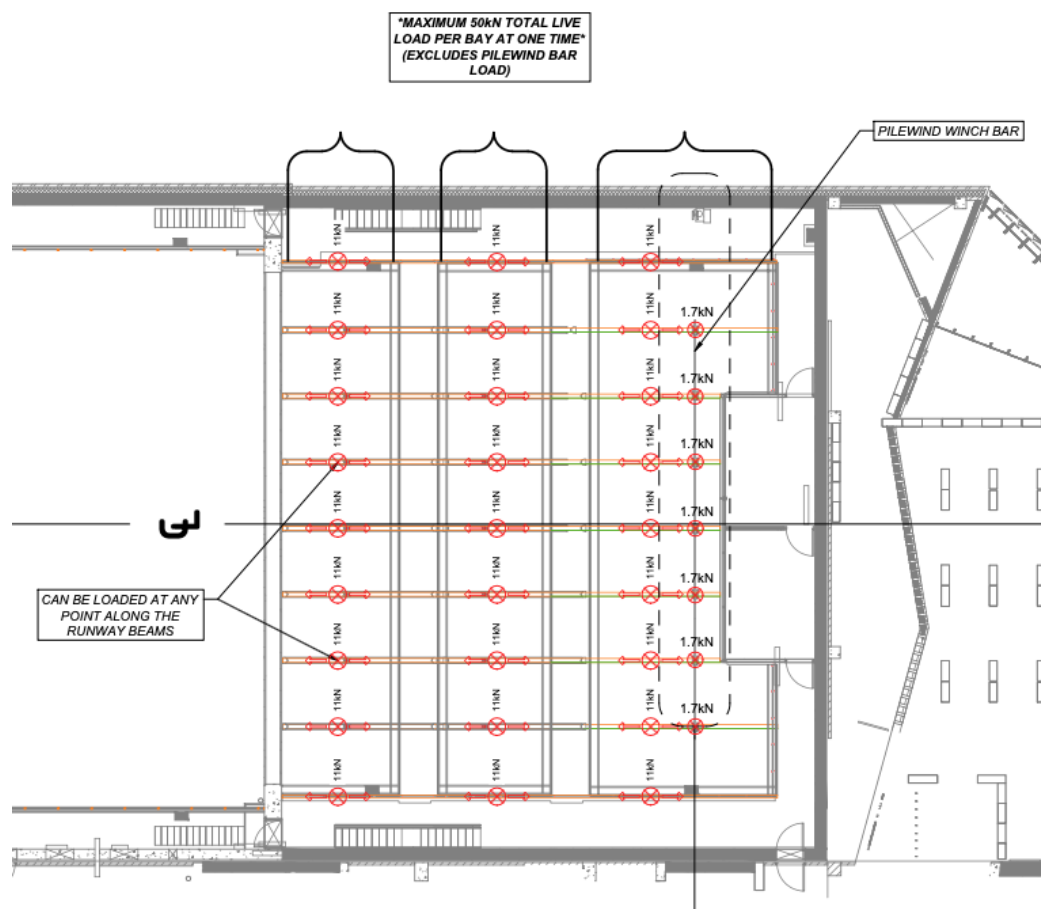 *MAXIMUM 50kN TOTAL LIVE
LOAD PER BAY AT ONE TIME*
(EXCLUDES PILEWIND BAR
LOAD)
PILEWIND WINCH BAR
11kN
11kN
11kN
11kN
11kN
11kN
1.7kN
11kN
11kN
11kN
1.7kN
11kN
11kN
11kN
1.7kN
11kN
11kN
11kN
1.7kN
11kN
11kN
11kN
1.7kN
CAN BE LOADED AT ANY
POINT ALONG THE
RUNWAY BEAMS
11kN
11kN
11kN
1.7kN
11kN
11kN
11kN
1.7kN
11kN
11kN
11kN